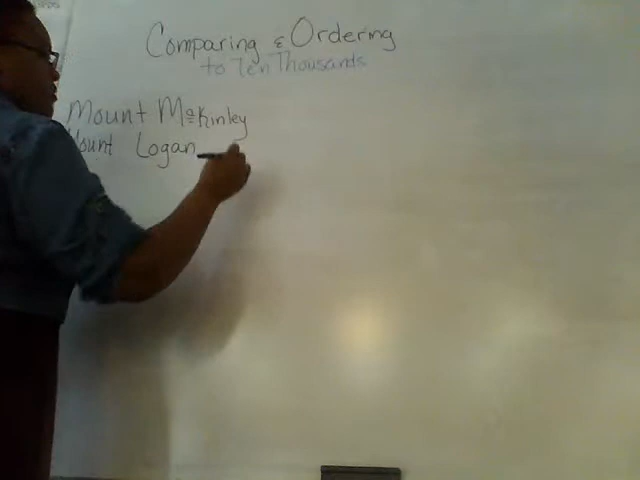 Comparing & Ordering
to Ten Thousands
Mount McKinley
Mount Logan